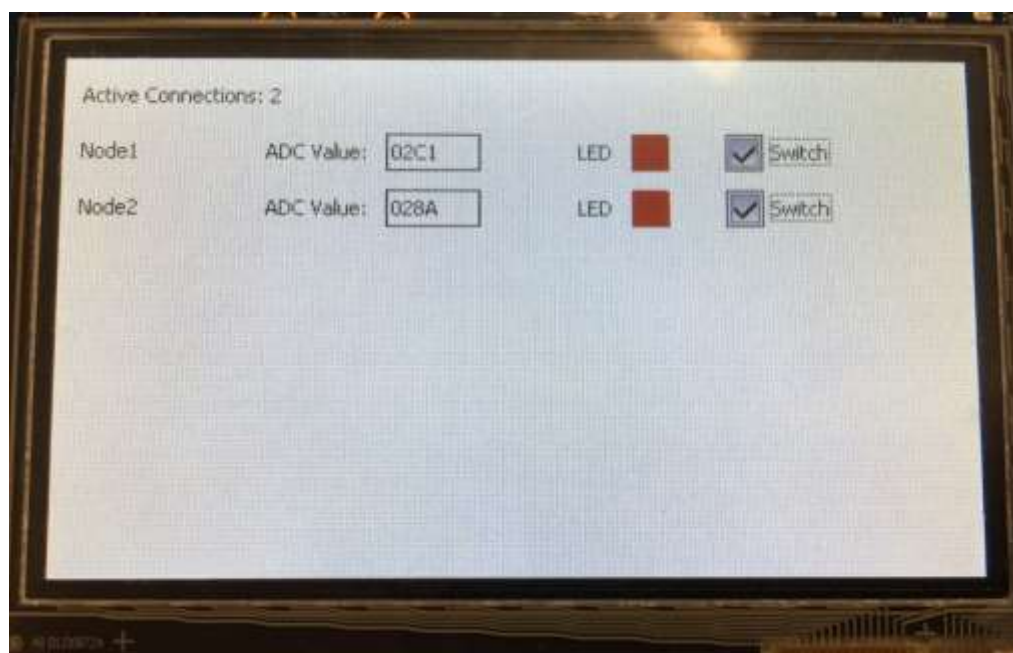 Active Connections: 2
Node1 ADC Value: 02C1 LED Switch
Node2 ADC Value: 028A LED Switch